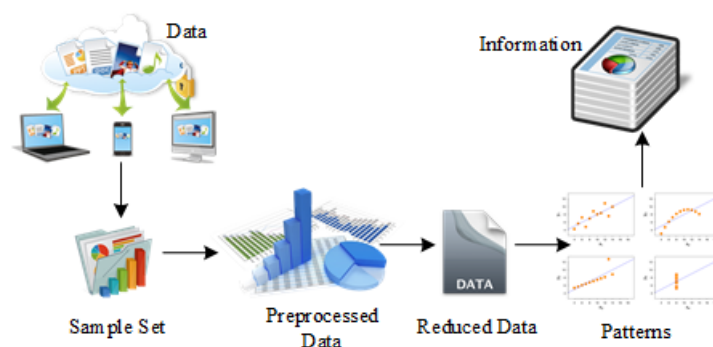 Data
Information
DATA
Sample Set
Preprocessed
Data
Reduced Data
Patterns